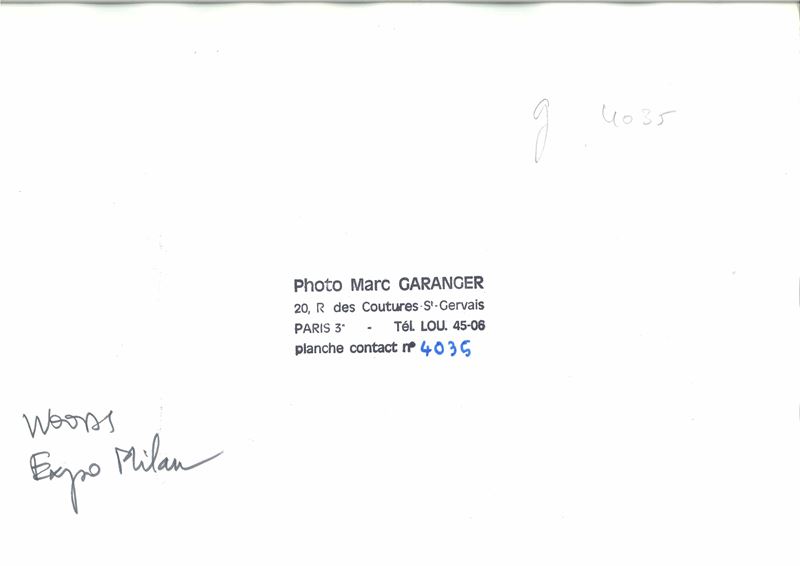 g 4035
Photo Marc GARANGER
20, R des Coutures-St-Gervais
PARIS 3e - Tél. LOU. 45-06
planche contact n° 4035
WOODS
Expo Milan